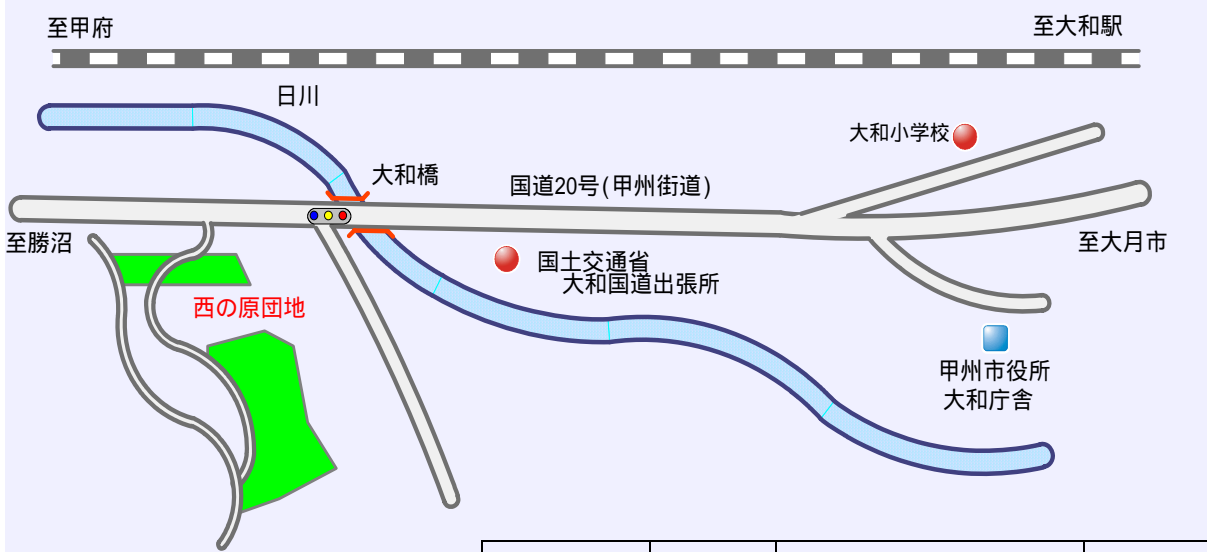 至甲府
至大和駅
日川
大和小学校
大和橋
国道20号(甲州街道)
至勝沼
至大月市
国土交通省
大和国道出張所
西の原団地
甲州市役所
大和庁舎